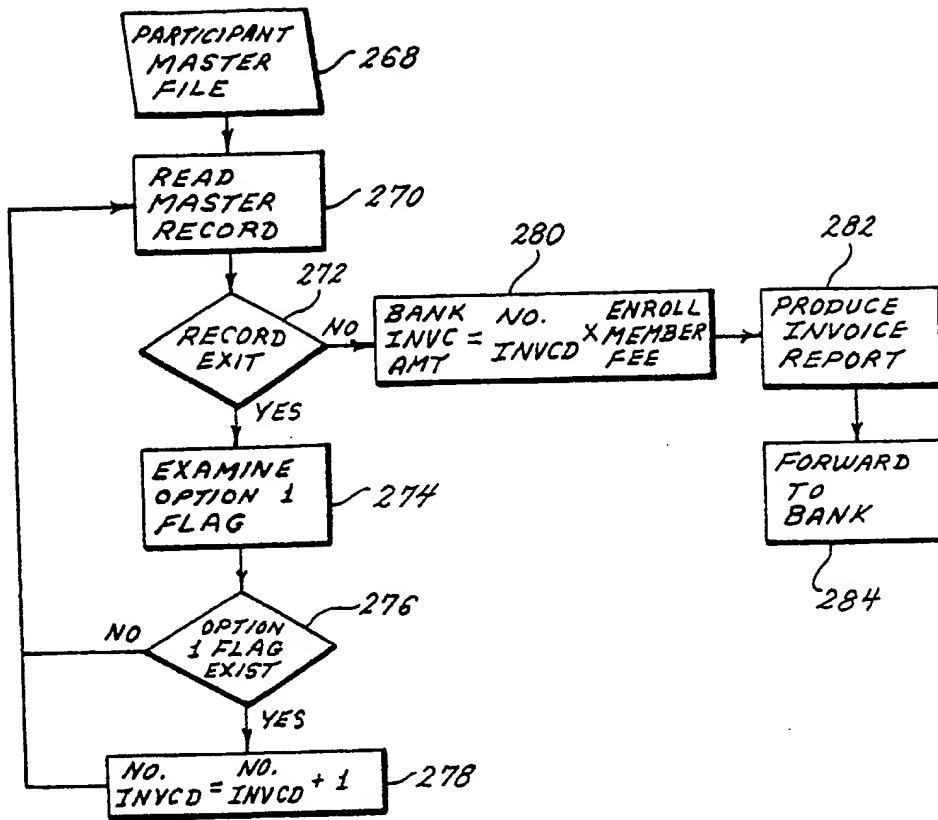 PARTICIPANT
MASTER
FILE
268
READ
MASTER
RECORD
270
272
RECORD
EXIT
NO
YES
280
BANK
INVC
AMT
=
NO.
INVCD
X
ENROLL
MEMBER
FEE
282
PRODUCE
INVOICE
REPORT
FORWARD
TO
BANK
284
EXAMINE
OPTION 1
FLAG
274
276
OPTION
1 FLAG
EXIST
NO
YES
NO. NO.
INVCD = INVCD + 1
278